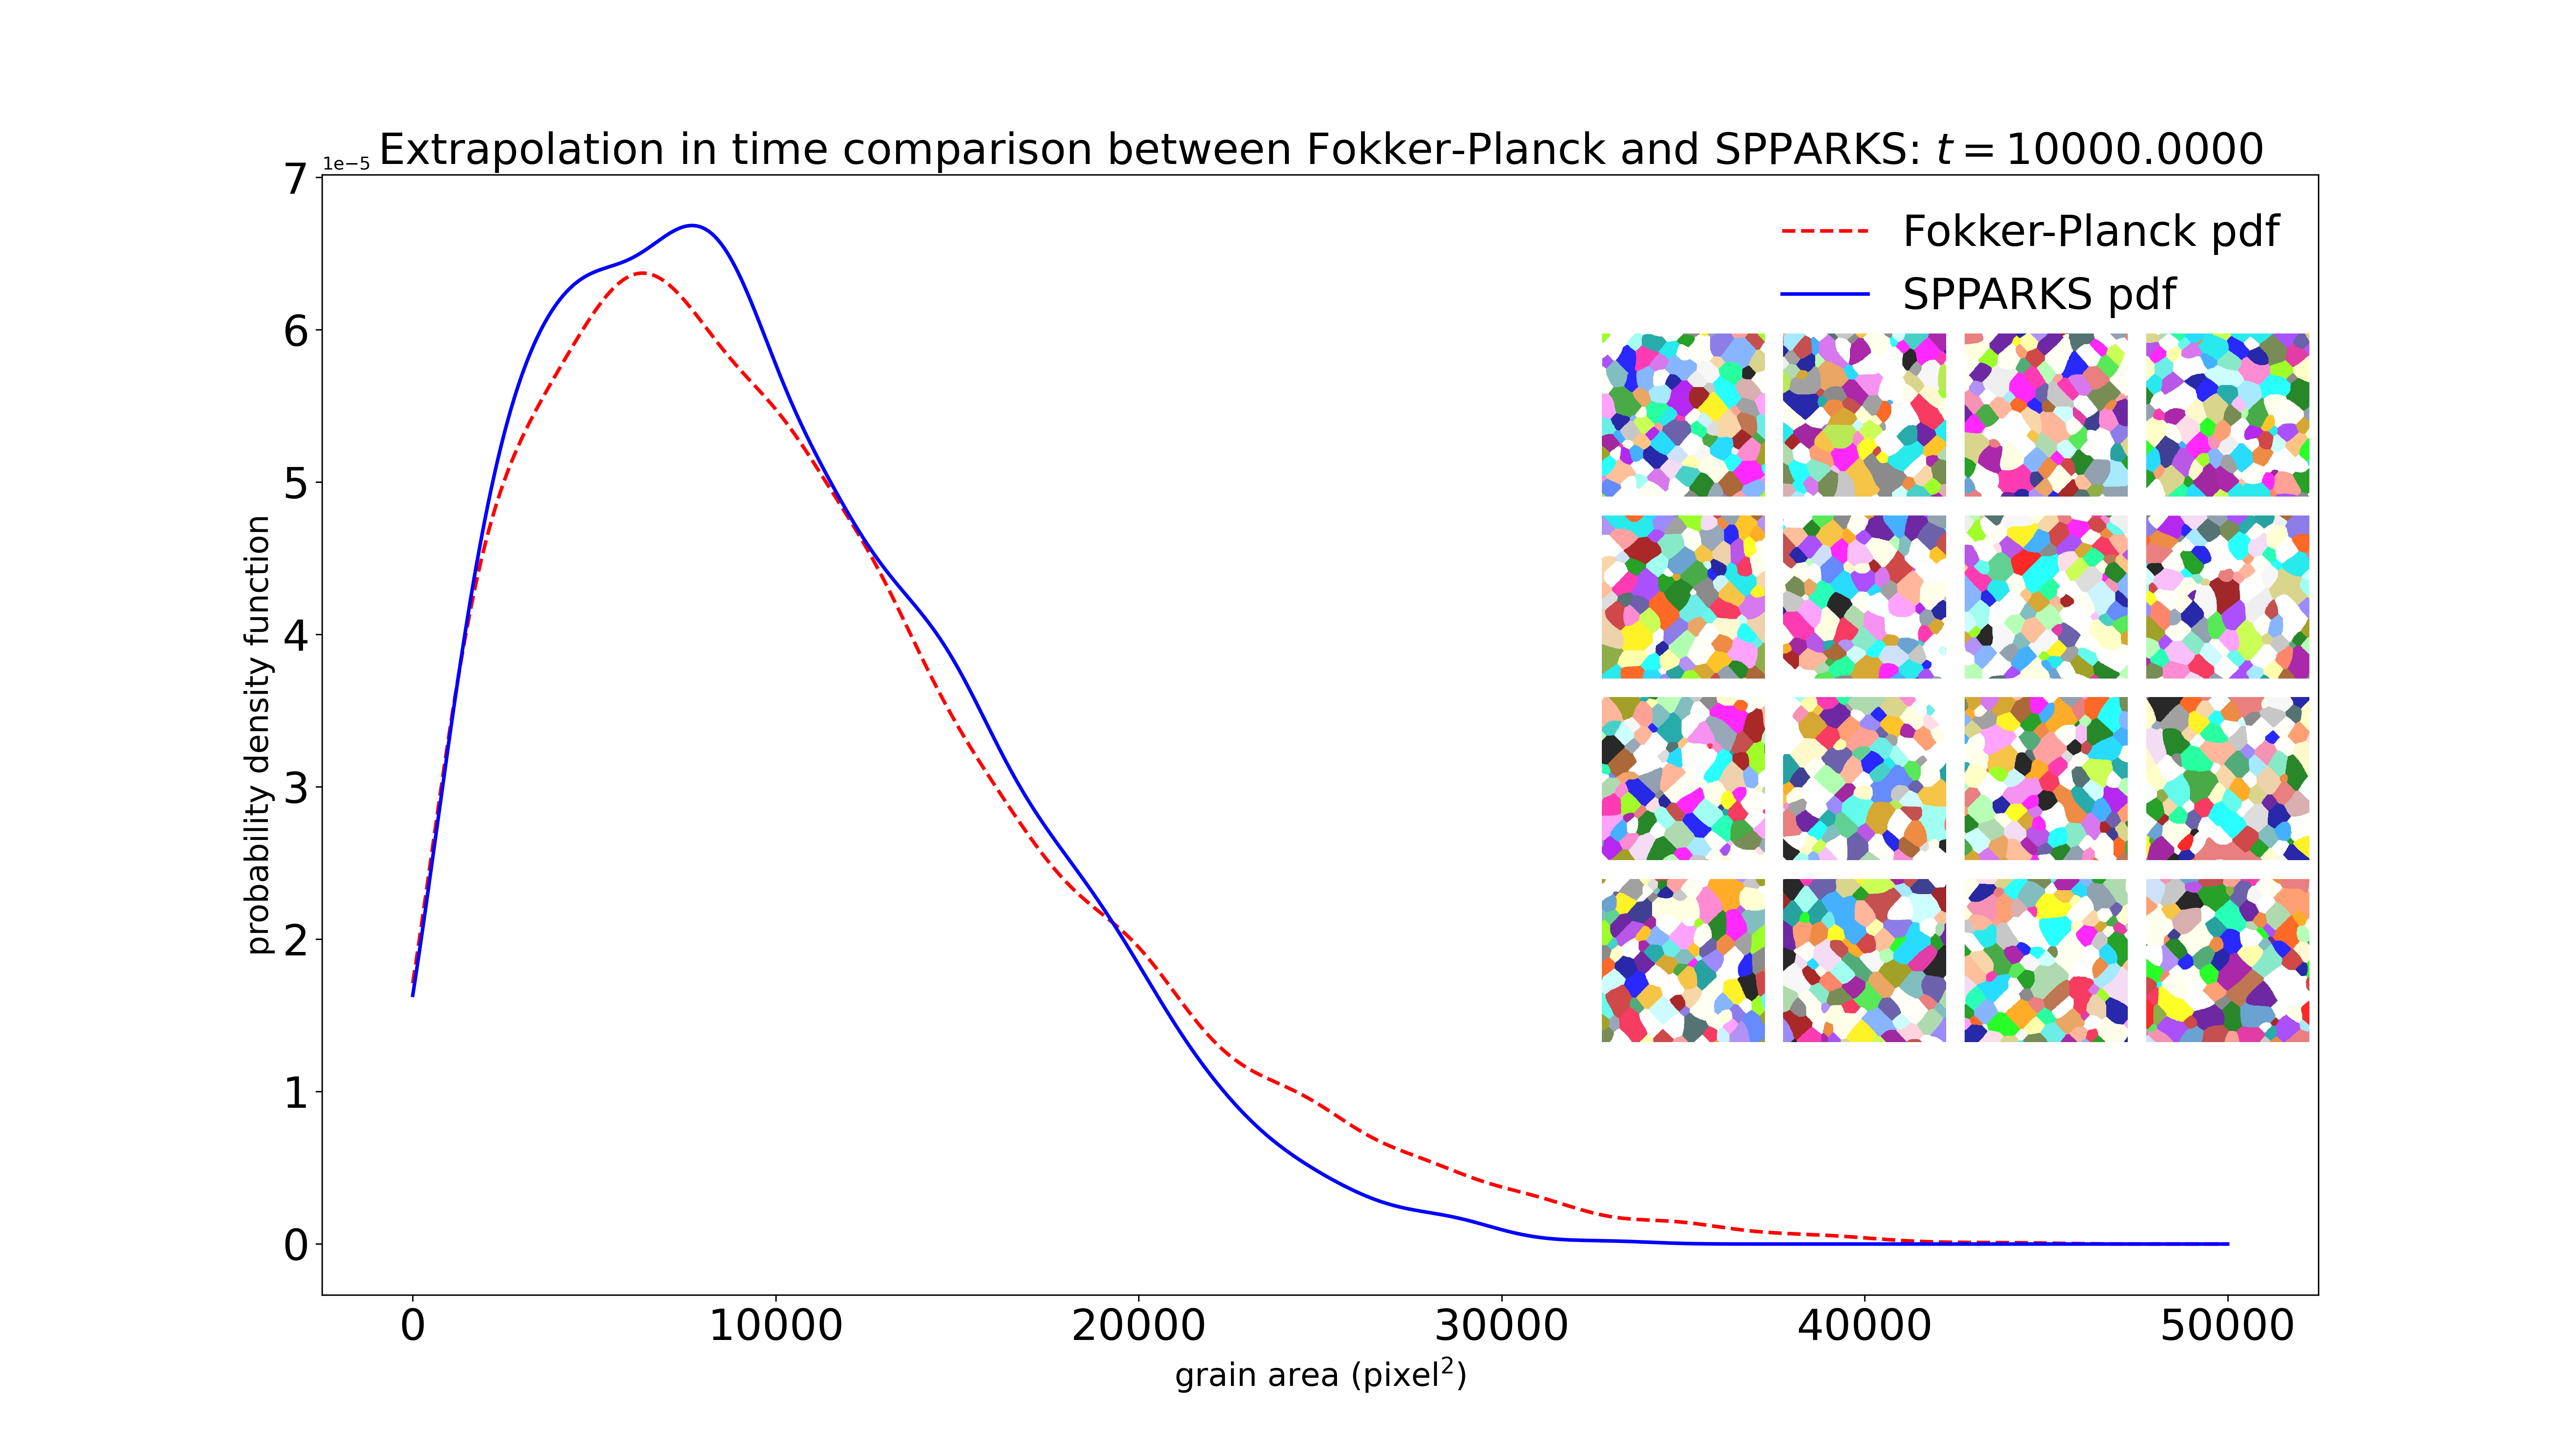 Extrapolation in time comparison between Fokker-Planck and SPPARKS: t = 10000.0000
1e−5
7
6
5
4
3
2
1
0
probability density function
Fokker-Planck pdf
SPPARKS pdf
0 10000 20000 30000 40000 50000
grain area (pixel²)